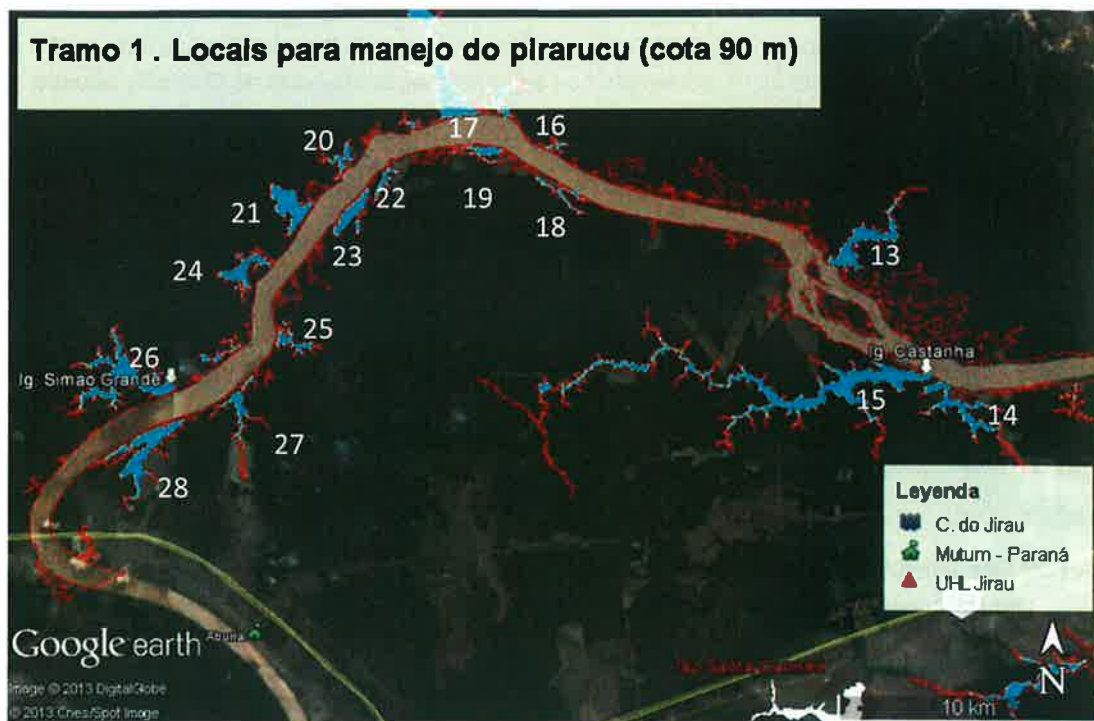 Tramo 1 . Locais para manejo do pirarucu (cota 90 m)
17
16
20
22
19
21
18
23
13
24
25
26
Ig. Castanha
Ig. Simao Grande
15
14
27
28
Leyenda
C. do Jirau
Mutum - Paraná
UHL Jirau
Google earth
Abuna
Image © 2013 DigitalGlobe
© 2013 Cnes/Spot Image
10 km
N